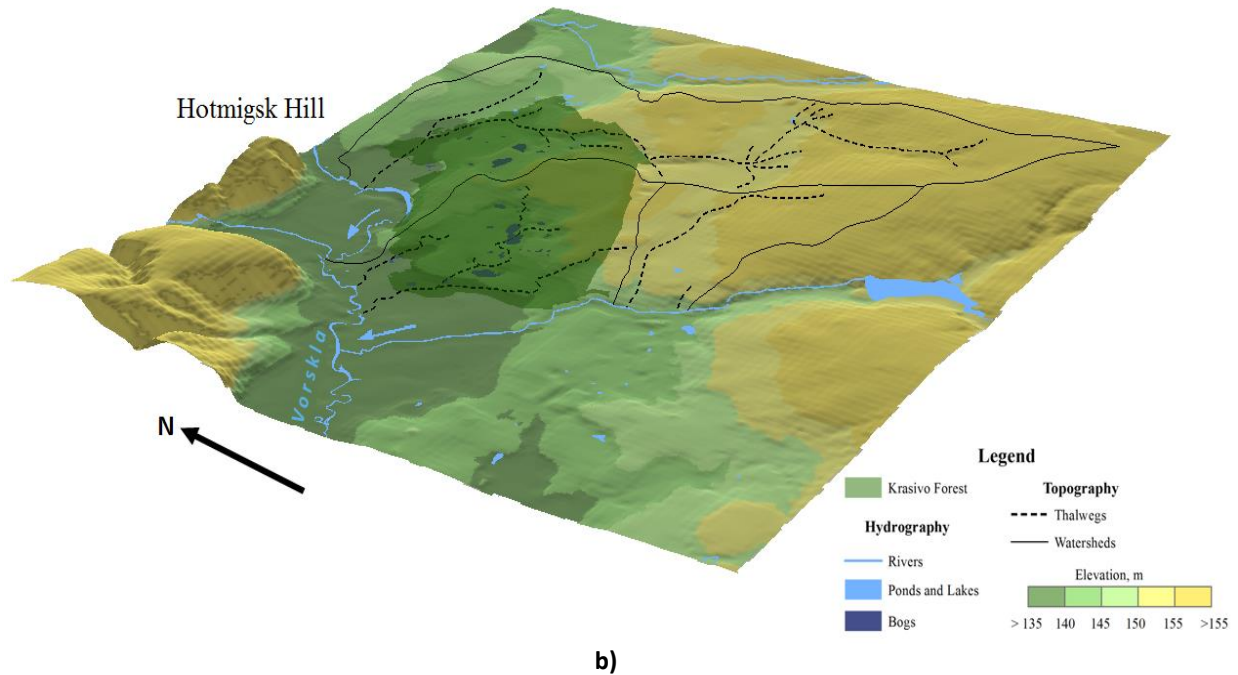 Hotmigsk Hill
Vorskla
N
Legend
Krasivo Forest
Hydrography
Rivers
Ponds and Lakes
Bogs
Topography
Thalwegs
Watersheds
Elevation, m
> 135 140 145 150 155 >155
b)